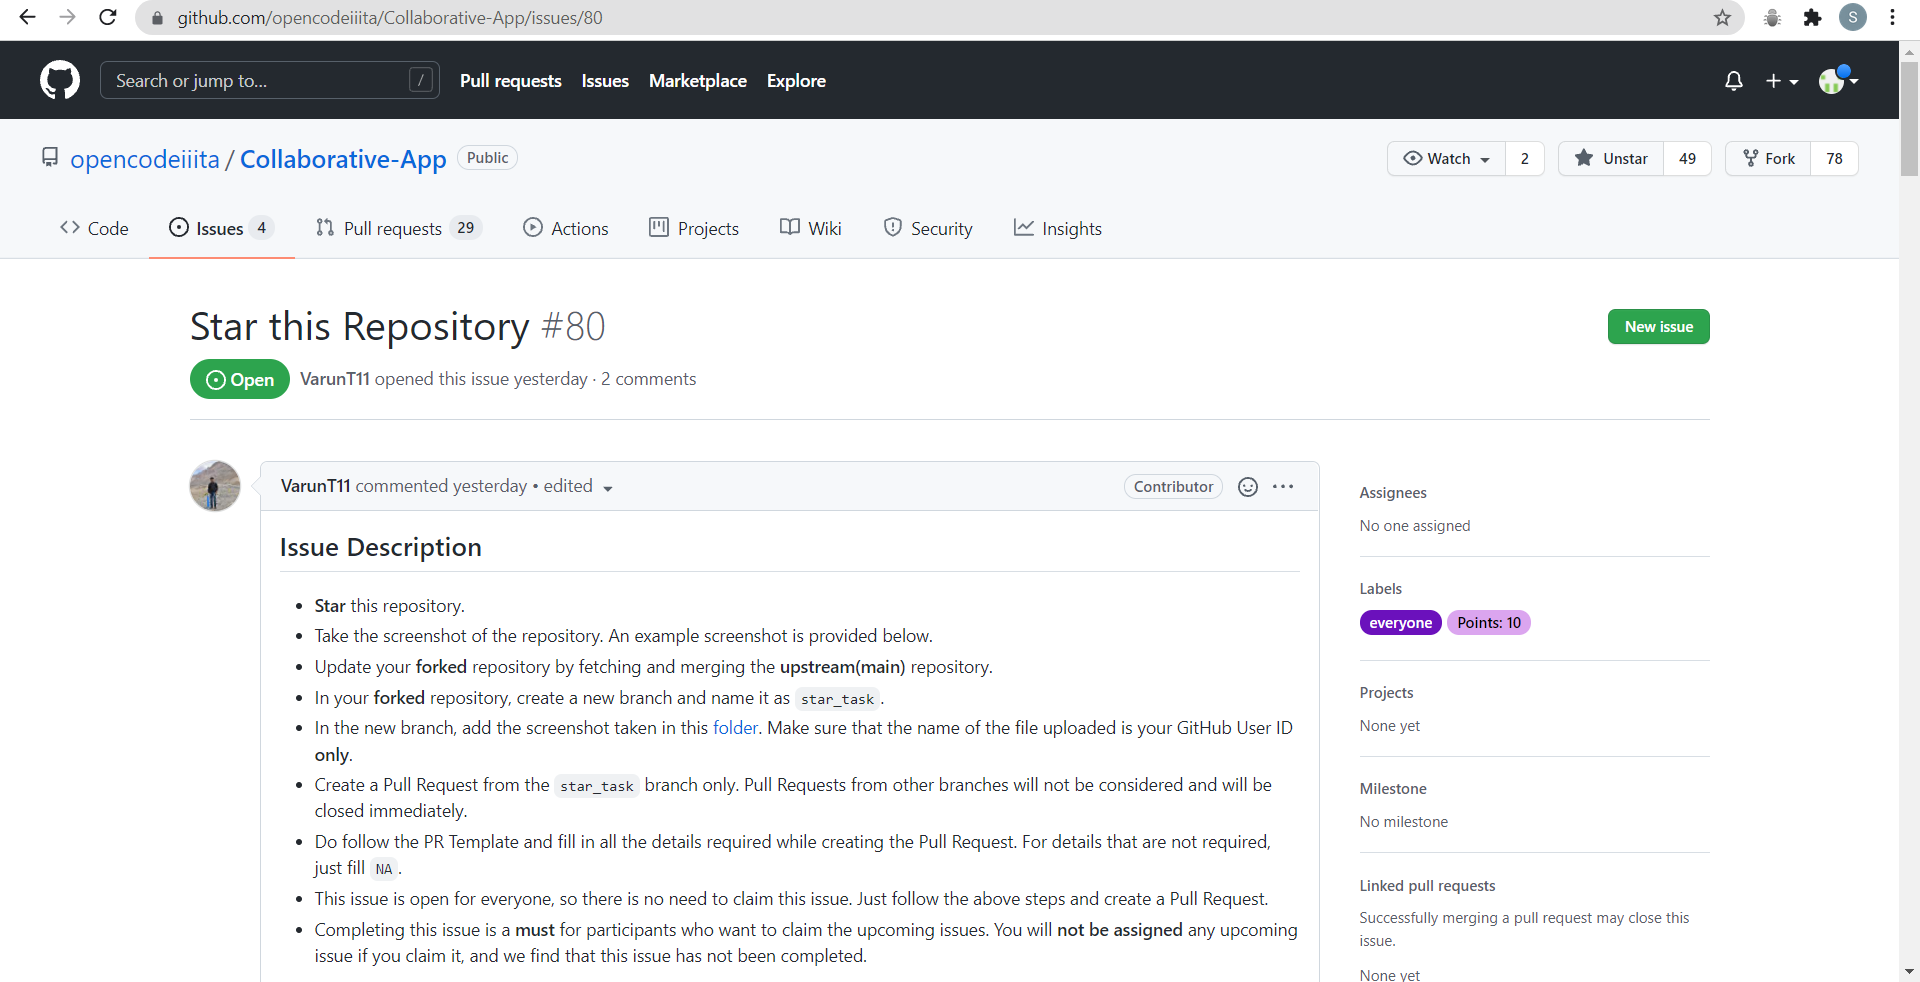 github.com/opencodeiiita/Collaborative-App/issues/80
S
Search or jump to... /
Pull requests Issues Marketplace Explore
opencodeiiita / Collaborative-App Public
Watch 2 Unstar 49 Fork 78
Code Issues 4 Pull requests 29 Actions Projects Wiki Security Insights
Star this Repository #80
New issue
Open VarunT11 opened this issue yesterday · 2 comments
VarunT11 commented yesterday • edited Contributor
Issue Description
• Star this repository.
• Take the screenshot of the repository. An example screenshot is provided below.
• Update your forked repository by fetching and merging the upstream(main) repository.
• In your forked repository, create a new branch and name it as star_task.
• In the new branch, add the screenshot taken in this folder. Make sure that the name of the file uploaded is your GitHub User ID
only.
• Create a Pull Request from the star_task branch only. Pull Requests from other branches will not be considered and will be
closed immediately.
• Do follow the PR Template and fill in all the details required while creating the Pull Request. For details that are not required,
just fill NA.
• This issue is open for everyone, so there is no need to claim this issue. Just follow the above steps and create a Pull Request.
• Completing this issue is a must for participants who want to claim the upcoming issues. You will not be assigned any upcoming
issue if you claim it, and we find that this issue has not been completed.
Assignees
No one assigned
Labels
everyone Points: 10
Projects
None yet
Milestone
No milestone
Linked pull requests
Successfully merging a pull request may close this
issue.
None yet